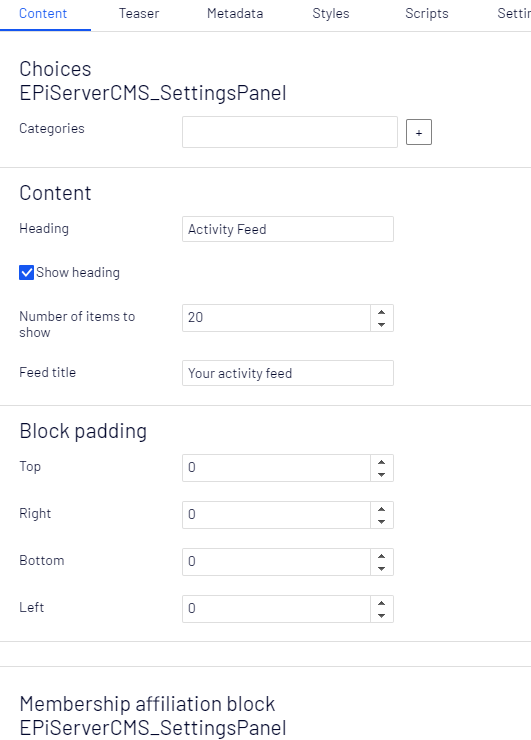 Content Teaser Metadata Styles Scripts Settin
Choices
EPiServerCMS_SettingsPanel
Categories +
Content
Heading Activity Feed
Show heading
Number of items to
show
20
Feed title Your activity feed
Block padding
Top 0
Right 0
Bottom 0
Left 0
Membership affiliation block
EPiServerCMS_SettingsPanel